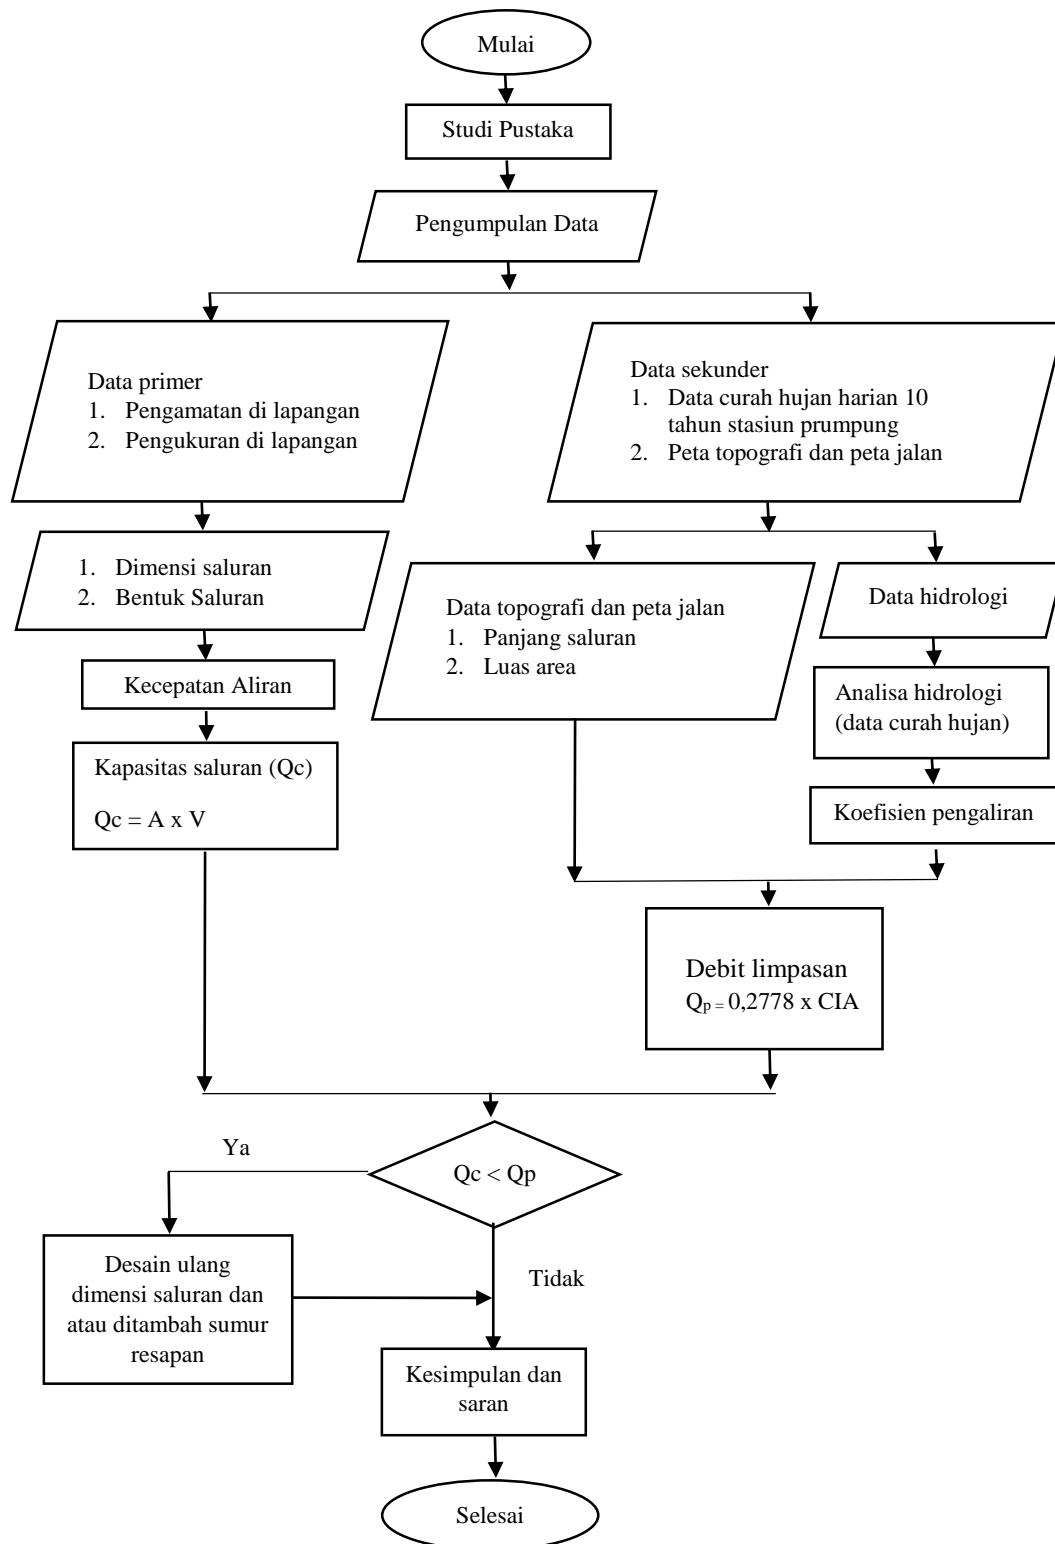 Mulai
Studi Pustaka
Pengumpulan Data
Data primer
1. Pengamatan di lapangan
2. Pengukuran di lapangan
Data sekunder
1. Data curah hujan harian 10
tahun stasiun prumpung
2. Peta topografi dan peta jalan
1. Dimensi saluran
2. Bentuk Saluran
Data topografi dan peta jalan
1. Panjang saluran
2. Luas area
Data hidrologi
Kecepatan Aliran
Analisa hidrologi
(data curah hujan)
Kapasitas saluran (Qc)
Qc = A x V
Koefisien pengaliran
Debit limpasan
Qp = 0,2778 x CIA
Ya
Qc < Qp
Tidak
Desain ulang
dimensi saluran dan
atau ditambah sumur
resapan
Kesimpulan dan
saran
Selesai